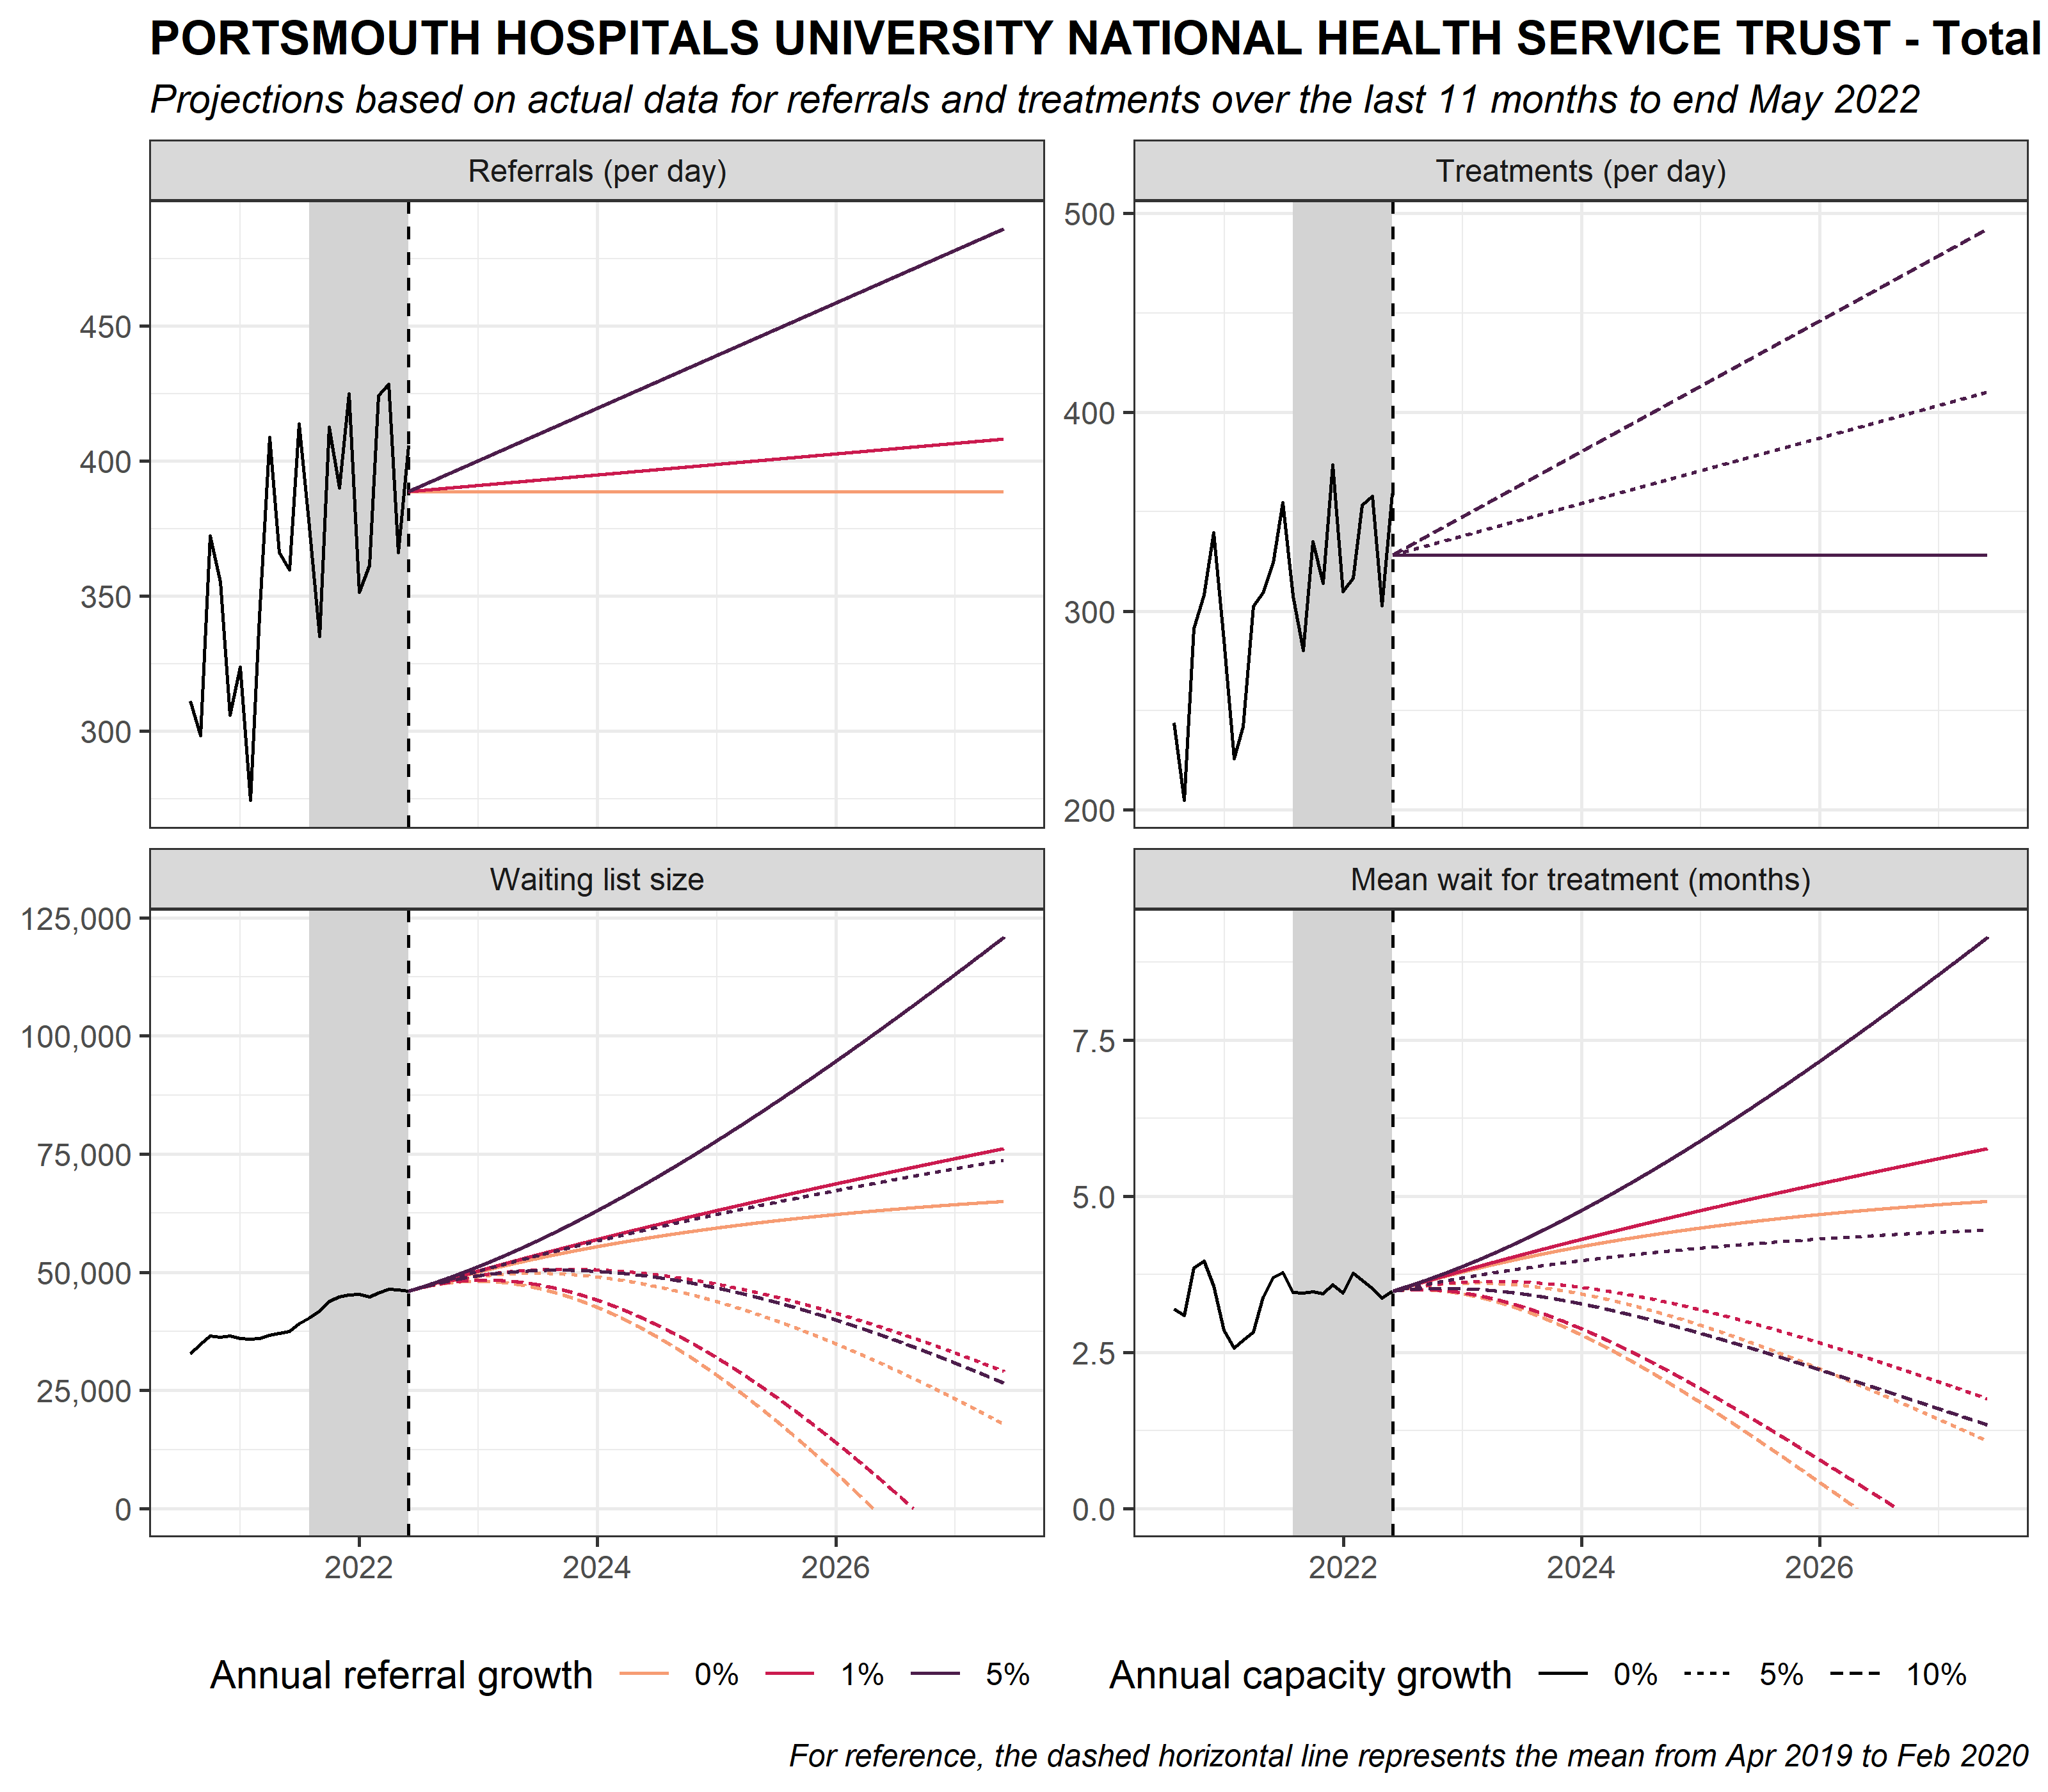 PORTSMOUTH HOSPITALS UNIVERSITY NATIONAL HEALTH SERVICE TRUST - Total
Projections based on actual data for referrals and treatments over the last 11 months to end May 2022
Referrals (per day)
450
400
350
300
Treatments (per day)
500
400
300
200
Waiting list size
125,000
100,000
75,000
50,000
25,000
0
2022 2024 2026
Mean wait for treatment (months)
7.5
5.0
2.5
0.0
2022 2024 2026
Annual referral growth 0% 1% 5%
Annual capacity growth 0% 5% 10%
For reference, the dashed horizontal line represents the mean from Apr 2019 to Feb 2020